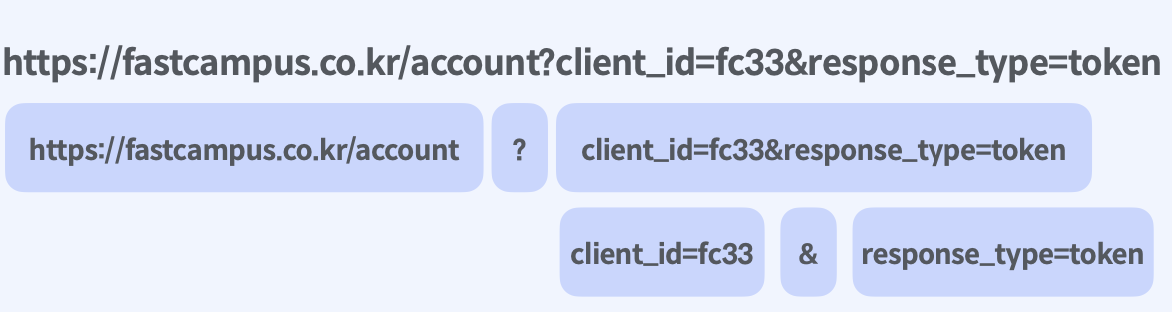 https://fastcampus.co.kr/account?client_id=fc33&response_type=token
https://fastcampus.co.kr/account ? client_id=fc33&response_type=token
client_id=fc33 & response_type=token